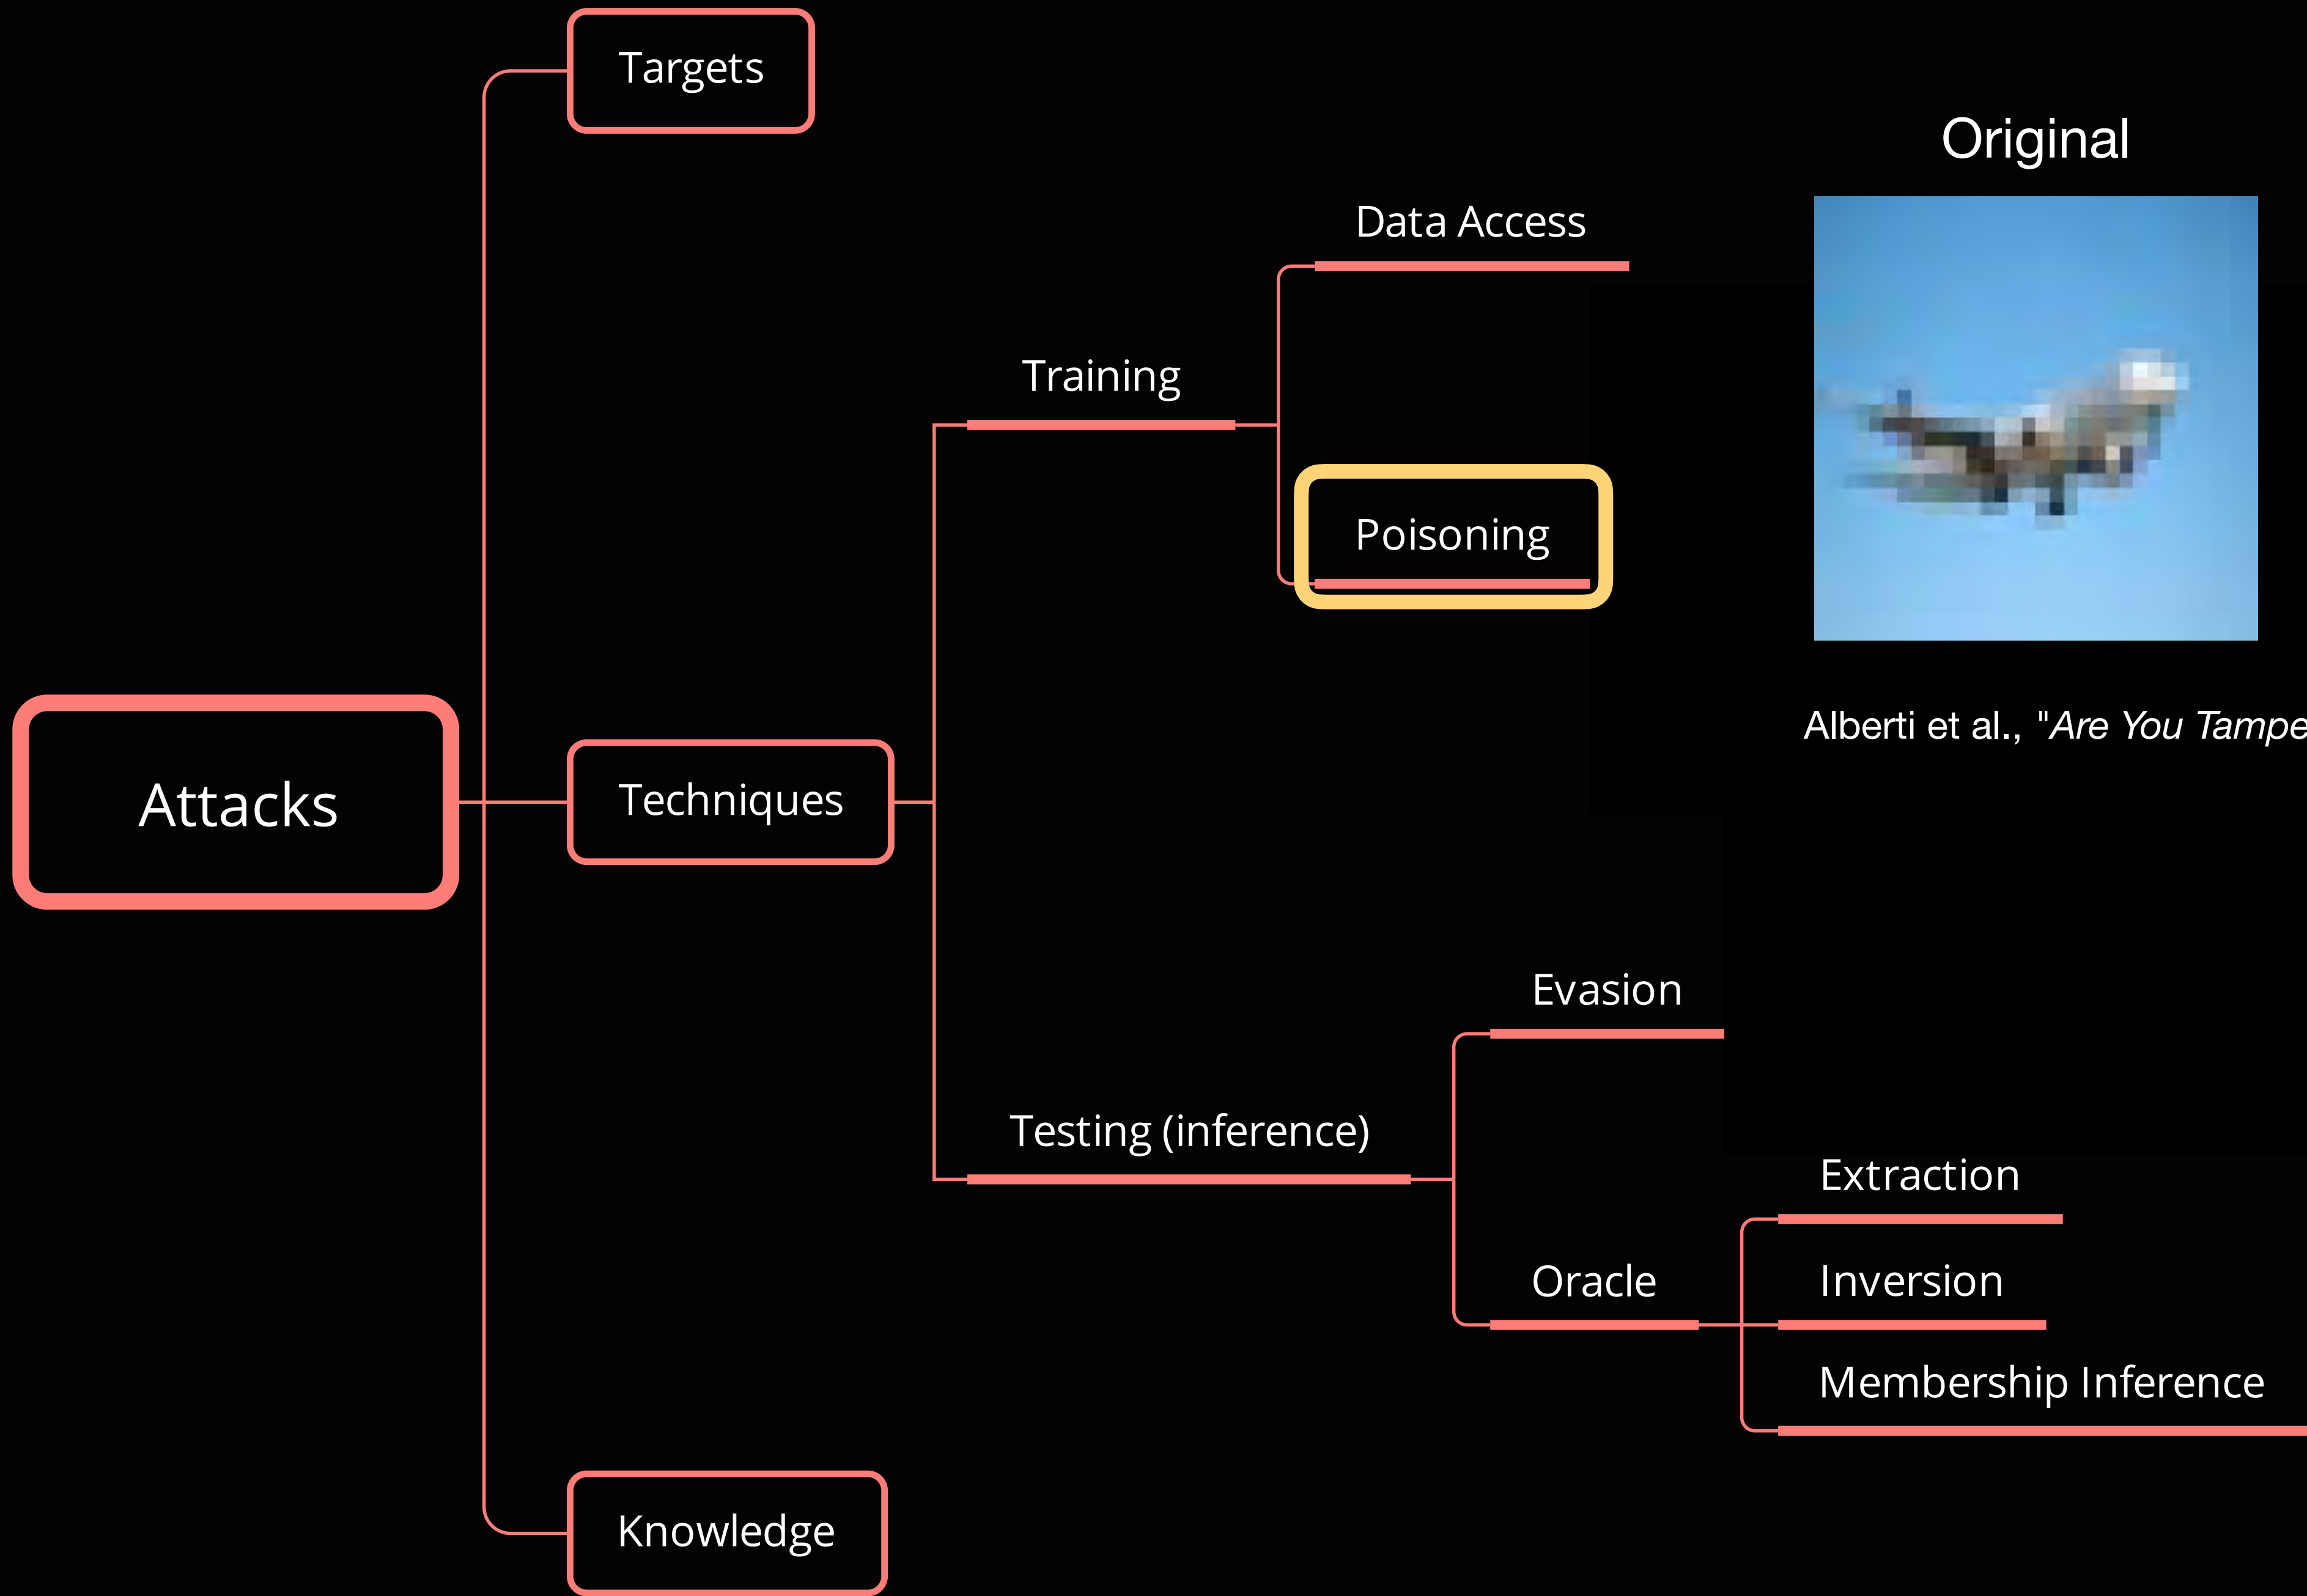 Targets
Original
Data Access
Training
Poisoning
Alberti et al., "Are You Tampe
Attacks
Techniques
Evasion
Testing (inference)
Extraction
Oracle
Inversion
Membership Inference
Knowledge